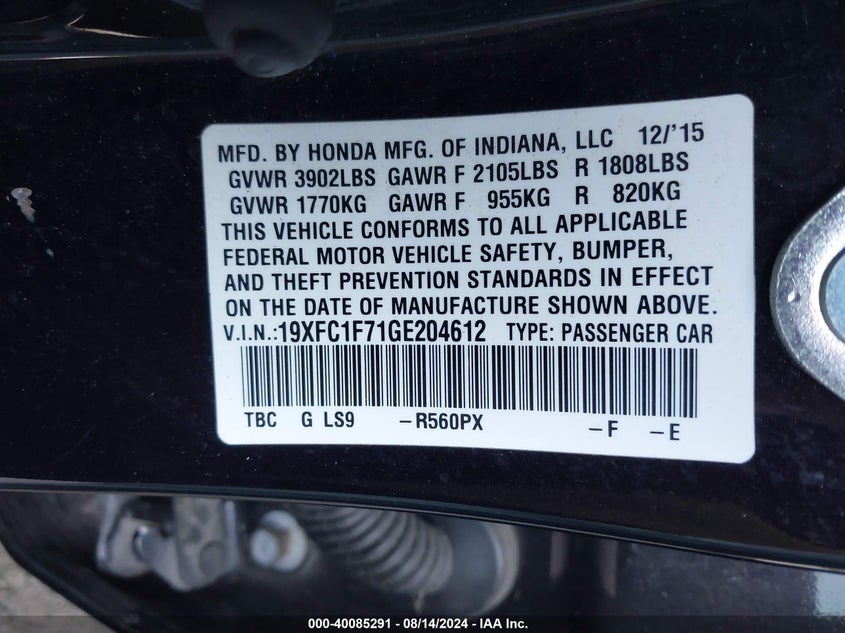 MFD. BY HONDA MFG. OF INDIANA, LLC 12/'15
GVWR 3902LBS GAWR F 2105LBS R 1808LBS
GVWR 1770KG GAWR F 955KG R 820KG
THIS VEHICLE CONFORMS TO ALL APPLICABLE
FEDERAL MOTOR VEHICLE SAFETY, BUMPER,
AND THEFT PREVENTION STANDARDS IN EFFECT
ON THE DATE OF MANUFACTURE SHOWN ABOVE.
V.I.N.:19XFC1F71GE204612 TYPE: PASSENGER CAR
TBC G LS9 –R560PX –F –E
000-40085291 - 08/14/2024 - IAA Inc.